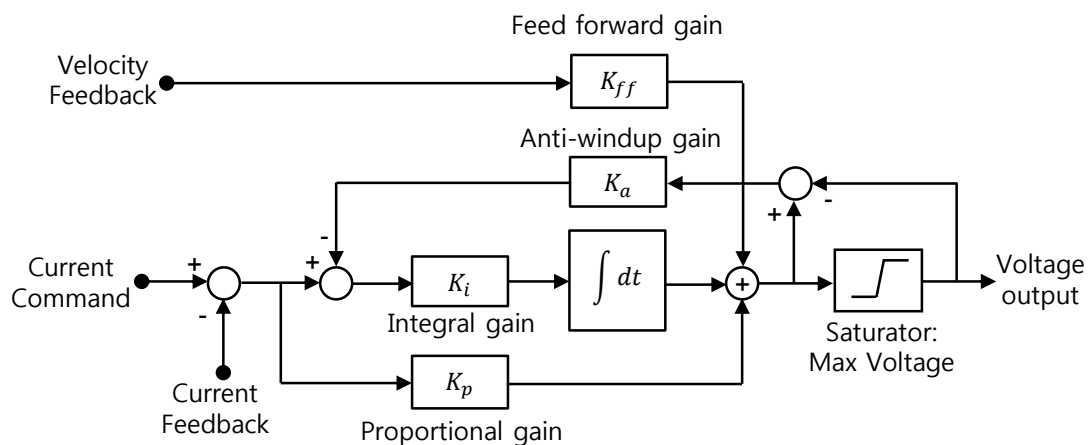 Feed forward gain
Velocity
Feedback
K_ff
Anti-windup gain
K_a
+
-
-
+
+
Current
Command
K_i
∫ dt
+
Voltage
output
-
Integral gain
Saturator:
Max Voltage
Current
Feedback
K_p
Proportional gain